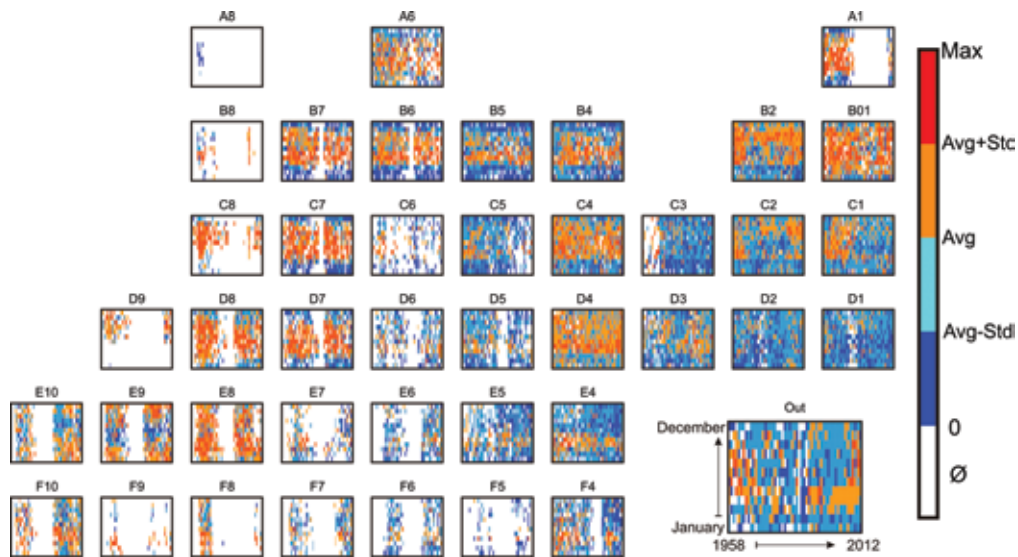 A8 A6 A1
Max
B8 B7 B6 B5 B4 B2 B01
Avg+Stc
C8 C7 C6 C5 C4 C3 C2 C1
Avg
D9 D8 D7 D6 D5 D4 D3 D2 D1
Avg-Stdl
E10 E9 E8 E7 E6 E5 E4
Out
December
0
Ø
F10 F9 F8 F7 F6 F5 F4
January
1958 2012